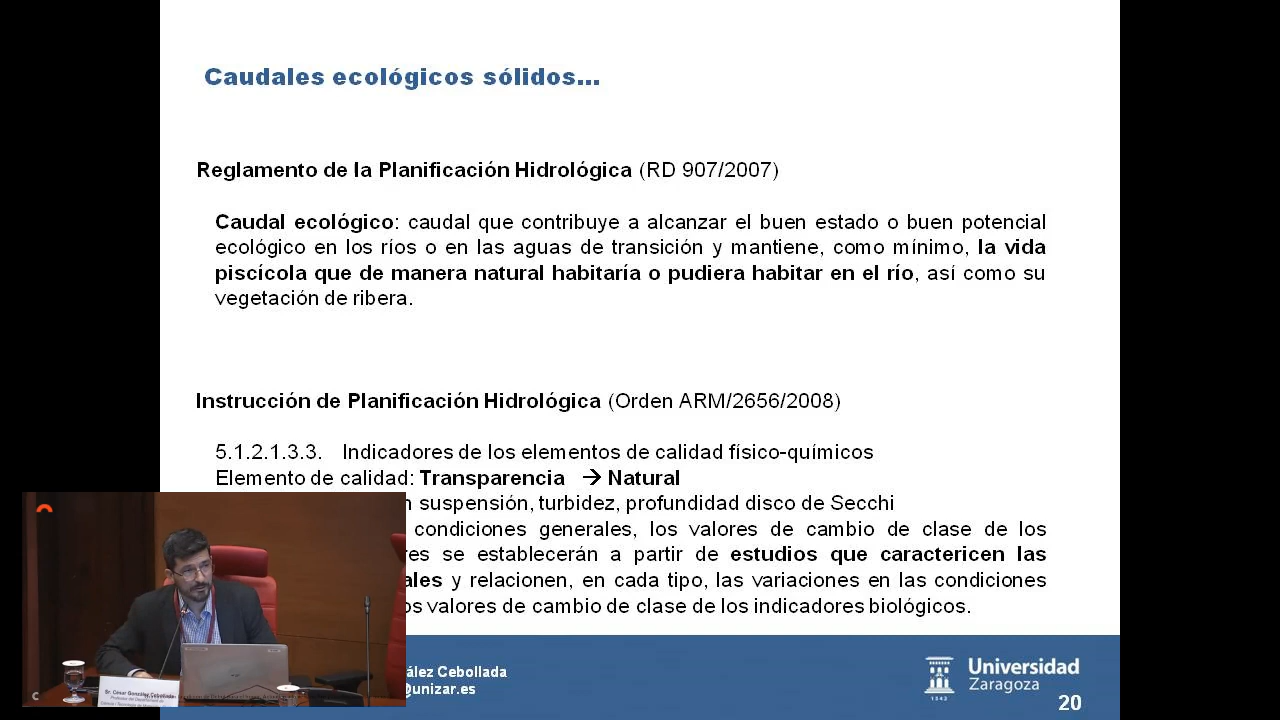 Caudales ecológicos sólidos...
Reglamento de la Planificación Hidrológica (RD 907/2007)
Caudal ecológico: caudal que contribuye a alcanzar el buen estado o buen potencial
ecológico en los ríos o en las aguas de transición y mantiene, como mínimo, la vida
piscícola que de manera natural habitaría o pudiera habitar en el río, así como su
vegetación de ribera.
Instrucción de Planificación Hidrológica (Orden ARM/2656/2008)
5.1.2.1.3.3. Indicadores de los elementos de calidad físico-químicos
Elemento de calidad: Transparencia → Natural
n suspensión, turbidez, profundidad disco de Secchi
condiciones generales, los valores de cambio de clase de los
res se establecerán a partir de estudios que caractericen las
ales y relacionen, en cada tipo, las variaciones en las condiciones
os valores de cambio de clase de los indicadores biológicos.
Sr. César González Cebollada
ález Cebollada
@unizar.es
1542
Universidad
Zaragoza
20